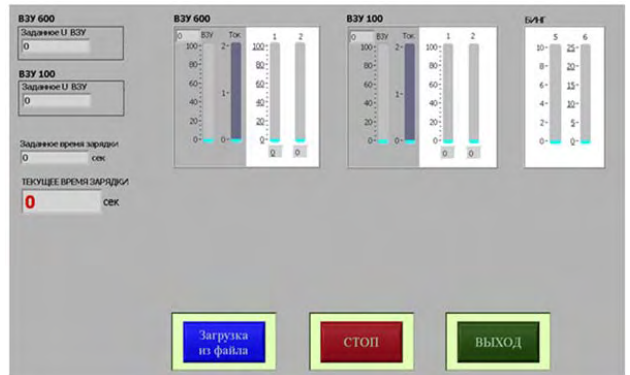 ВЗУ 600
Заданное U ВЗУ
0
ВЗУ 100
Заданное U ВЗУ
0
Заданное время зарядки
0 сек
ТЕКУЩЕЕ ВРЕМЯ ЗАРЯДКИ
0 сек
ВЗУ 600
0 ВЗУ Ток 1 2
100- 2- 100-
80- 80-
60- 60-
1-
40- 40-
20- 20-
0- 0- 0-
0 0
ВЗУ 100
0 ВЗУ Ток 1 2
100- 2- 100-
80- 80-
60- 60-
1-
40- 40-
20- 20-
0- 0- 0-
0 0
БИНГ
5 6
10- 25-
8- 20-
6- 15-
4- 10-
2- 5-
0- 0-
Загрузка
из файла
СТОП
ВЫХОД